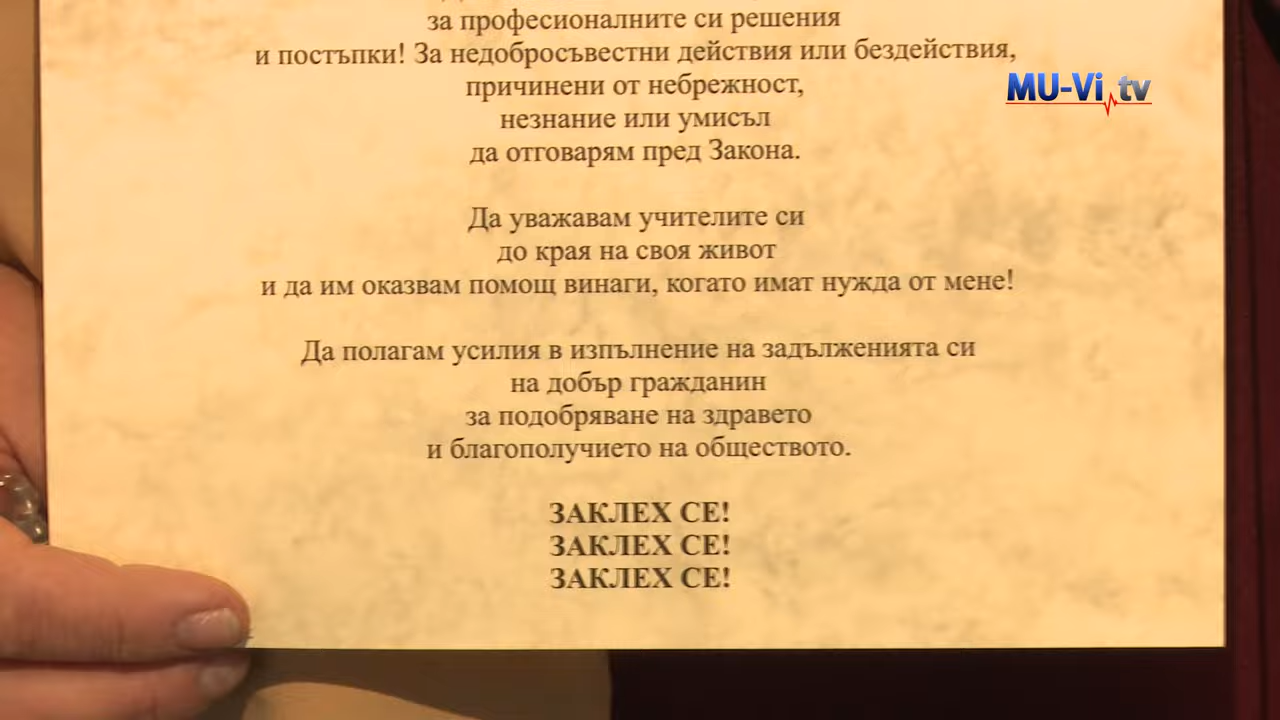 за професионалните си решения
и постъпки! За недобросъвестни действия или бездействия,
причинени от небрежност,
незнание или умисъл
да отговарям пред Закона.
Да уважавам учителите си
до края на своя живот
и да им оказвам помощ винаги, когато имат нужда от мене!
Да полагам усилия в изпълнение на задълженията си
на добър гражданин
за подобряване на здравето
и благополучието на обществото.
ЗАКЛЕХ СЕ!
ЗАКЛЕХ СЕ!
ЗАКЛЕХ СЕ!
MU-Vi.tv